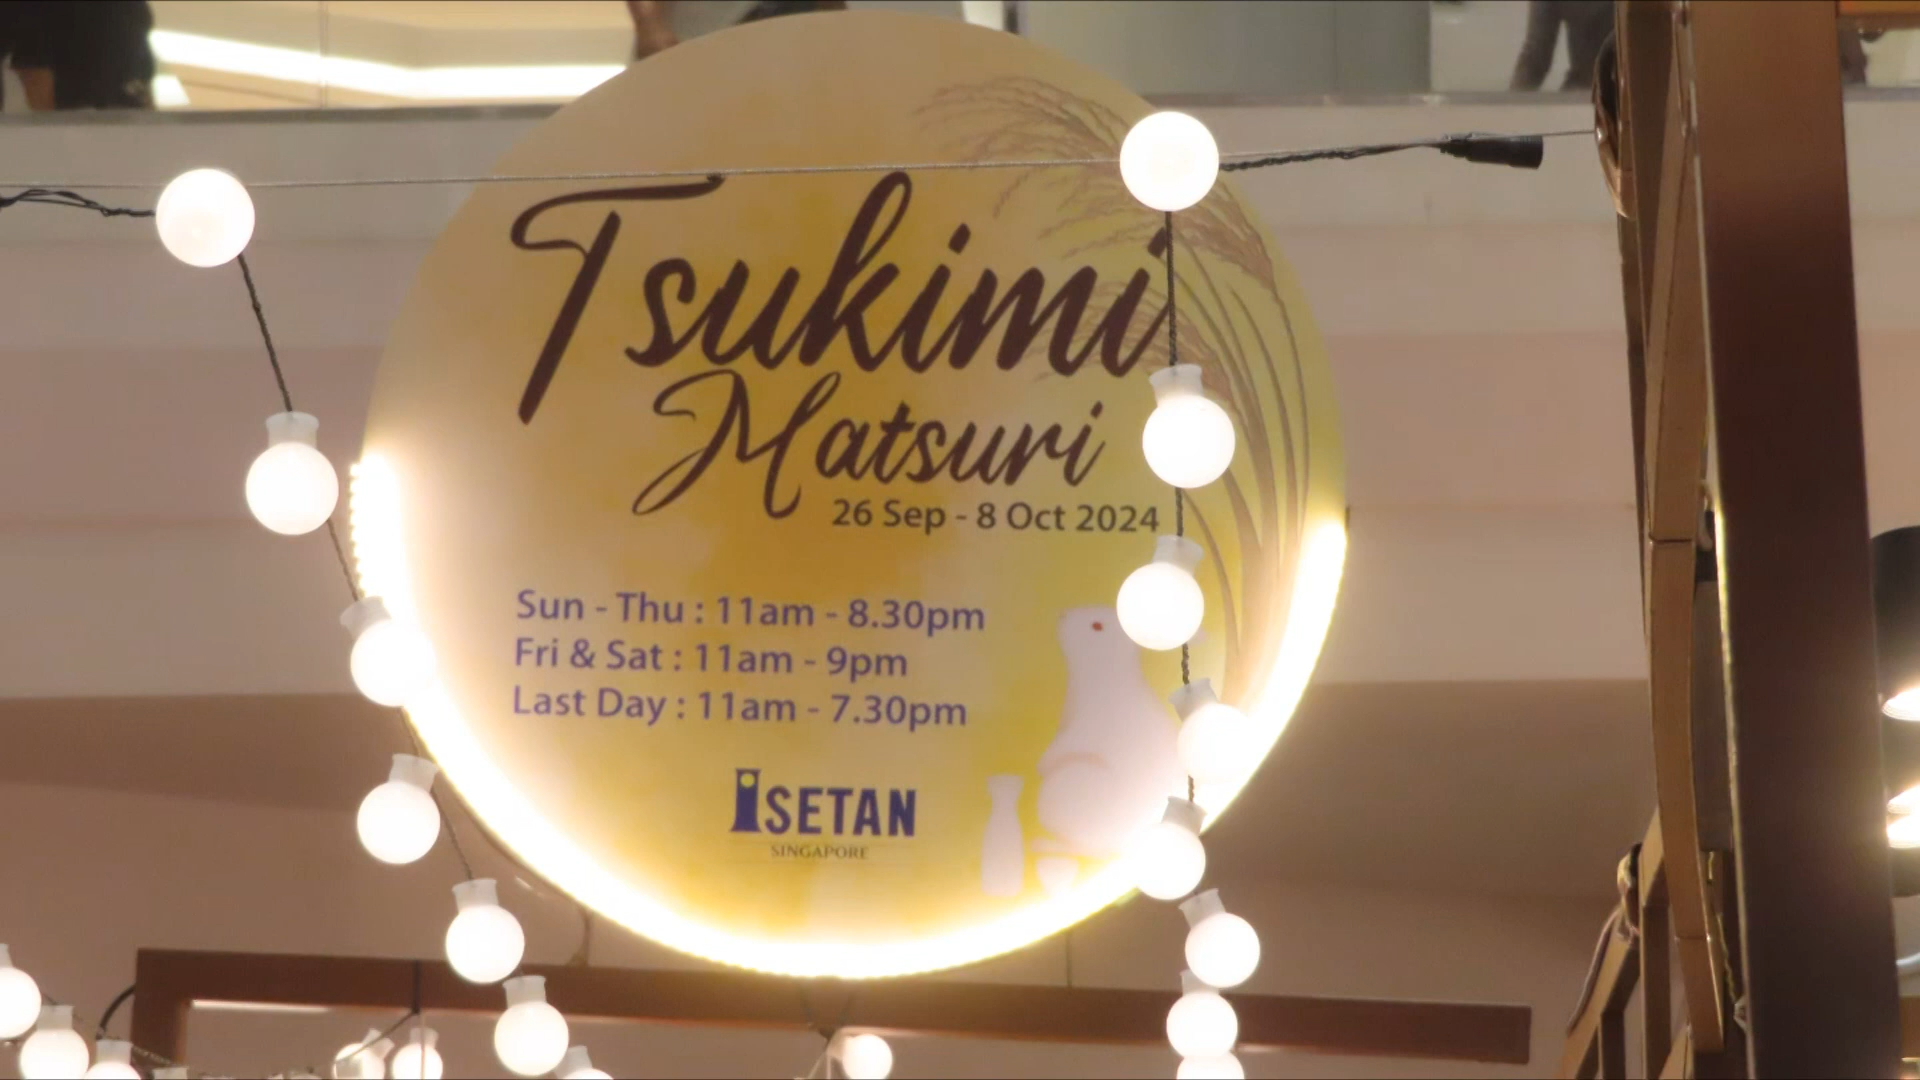 Tsukimi
Matsuri
26 Sep - 8 Oct 2024
Sun - Thu : 11am - 8.30pm
Fri & Sat : 11am - 9pm
Last Day : 11am - 7.30pm
ISETAN
SINGAPORE